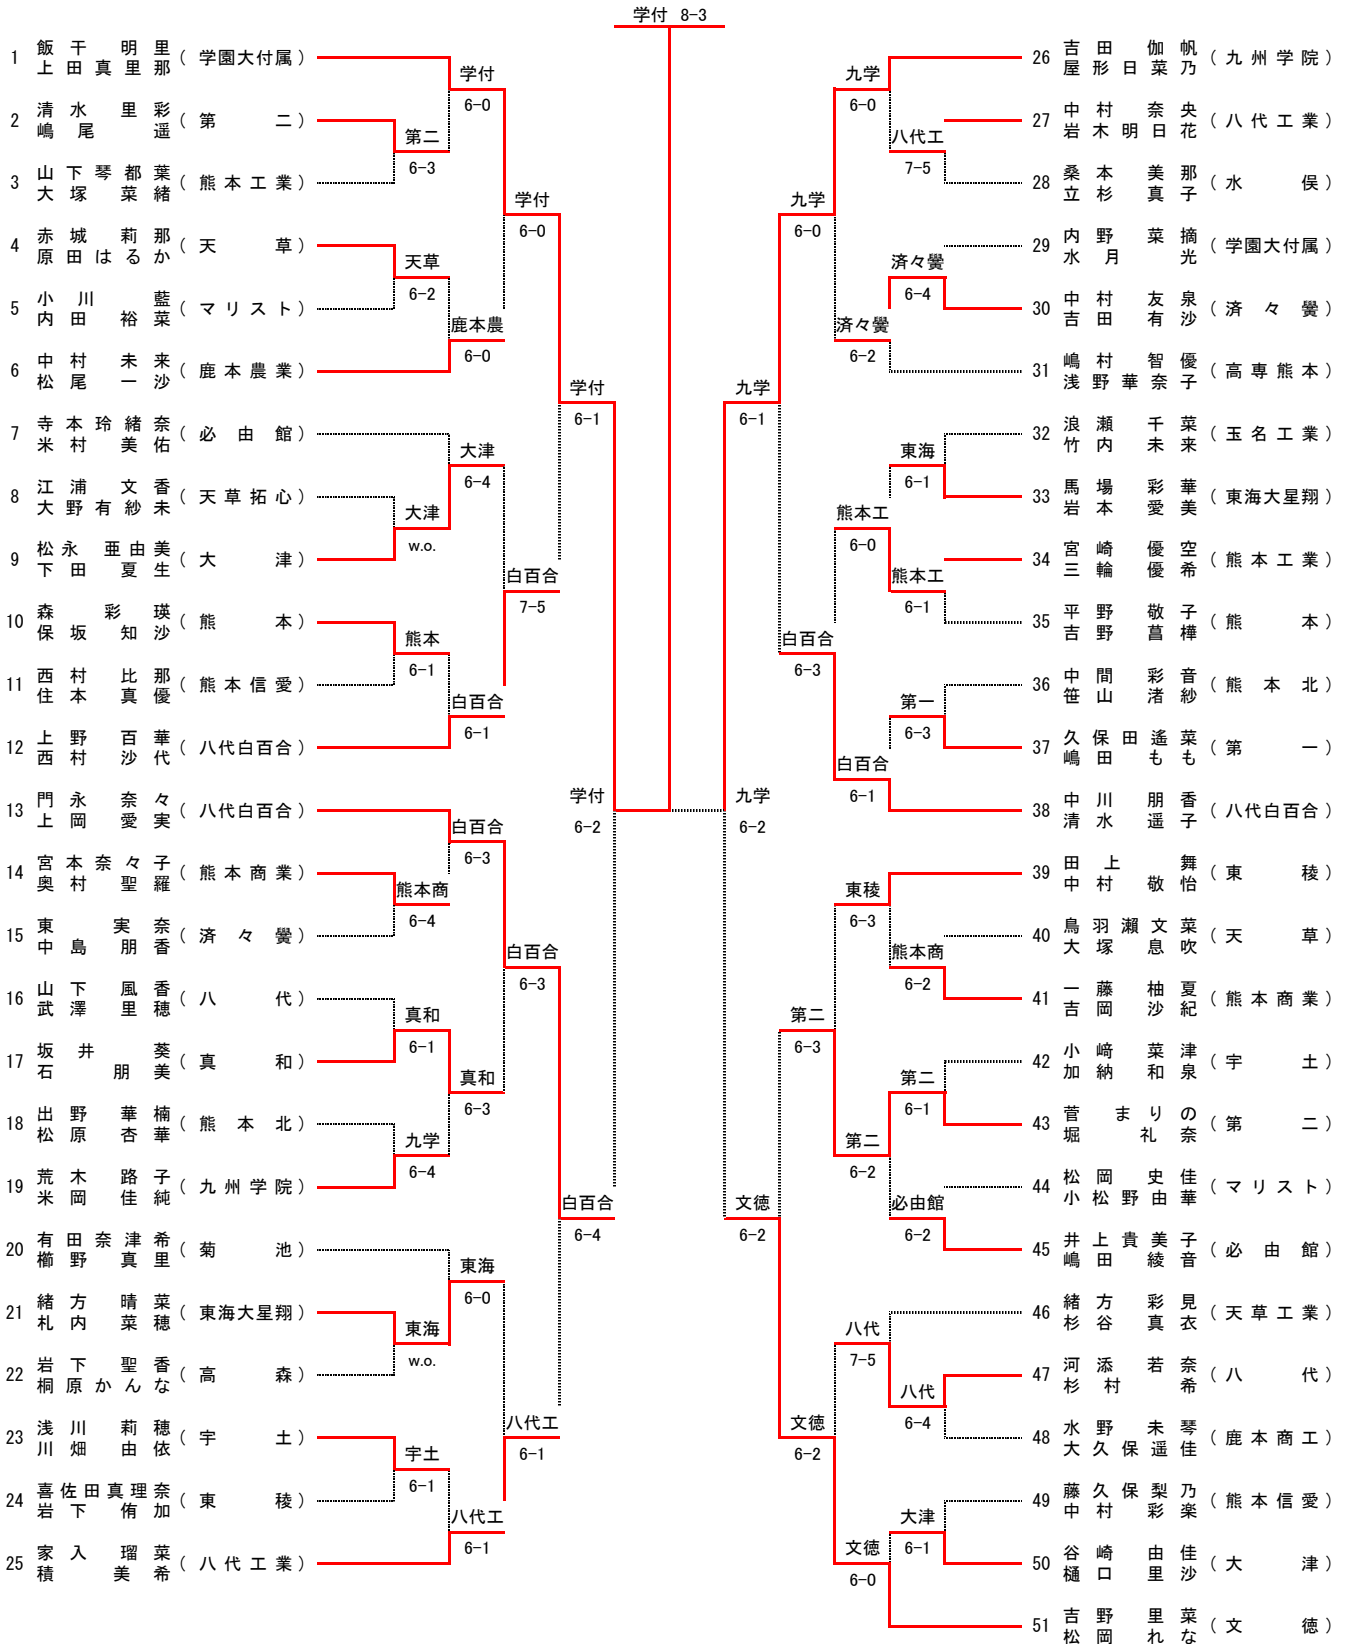 学付 8-3
1 飯干明里 (学園大付属)
上田真里那
2 清水里彩 (第二)
嶋尾遥
3 山下琴都葉 (熊本工業)
大塚菜緒
4 赤城莉那 (天草)
原田はるか
5 小川藍 (マリスト)
内田裕菜
6 中村未来 (鹿本農業)
松尾一沙
7 寺本玲緒奈 (必由館)
米村美佑
8 江浦文香 (天草拓心)
大野有紗未
9 松永亜由美 (大津)
下田夏生
10 森彩瑛 (熊本)
保坂知沙
11 西村比那 (熊本信愛)
住本真優
12 上野百華 (八代白百合)
西村沙代
13 門永奈々 (八代白百合)
上岡愛実
14 宮本奈々子 (熊本商業)
奥村聖羅
15 東実奈 (済々黌)
中島朋香
16 山下風香 (八代)
武澤里穂
17 坂井葵 (真和)
石朋美
18 出野華楠 (熊本北)
松原杏華
19 荒木路子 (九州学院)
米岡佳純
20 有田奈津希 (菊池)
櫛野真里
21 緒方晴菜 (東海大星翔)
札内菜穂
22 岩下聖香 (高森)
桐原かんな
23 浅川莉穂 (宇土)
川畑由依
24 喜佐田真理奈 (東稜)
岩下侑加
25 家入瑠菜 (八代工業)
積美希
第二
6-3
天草
6-2
大津
w.o.
熊本
6-1
熊本商
6-4
真和
6-1
九学
6-4
東海
w.o.
宇土
6-1
学付
6-0
鹿本農
6-0
大津
6-4
白百合
6-1
白百合
6-3
真和
6-3
東海
6-0
八代工
6-1
学付
6-0
白百合
7-5
白百合
6-3
八代工
6-1
学付
6-1
白百合
6-4
学付
6-2
九学
6-2
九学
6-1
文徳
6-2
九学
6-0
白百合
6-3
第二
6-3
文徳
6-2
九学
6-0
済々黌
6-2
熊本工
6-0
白百合
6-1
東稜
6-3
第二
6-2
八代
7-5
文徳
6-0
八代工
7-5
済々黌
6-4
東海
6-1
熊本工
6-1
第一
6-3
熊本商
6-2
第二
6-1
必由館
6-2
八代
6-4
大津
6-1
26 吉田伽帆 (九州学院)
屋形日菜乃
27 中村奈央 (八代工業)
岩木明日花
28 桑本美那 (水俣)
立杉真子
29 内野菜摘 (学園大付属)
水月光
30 中村友泉 (済々黌)
吉田有沙
31 嶋村智優 (高専熊本)
浅野華奈子
32 浪瀬千菜 (玉名工業)
竹内未来
33 馬場彩華 (東海大星翔)
岩本愛美
34 宮崎優空 (熊本工業)
三輪優希
35 平野敬子 (熊本)
吉野菖樺
36 中間彩音 (熊本北)
笹山渚紗
37 久保田遙菜 (第一)
嶋田もも
38 中川朋香 (八代白百合)
清水遥子
39 田上舞 (東稜)
中村敬怡
40 鳥羽瀬文菜 (天草)
大塚息吹
41 一藤柚夏 (熊本商業)
吉岡沙紀
42 小崎菜津 (宇土)
加納和泉
43 菅まりの (第二)
堀礼奈
44 松岡史佳 (マリスト)
小松野由華
45 井上貴美子 (必由館)
嶋田綾音
46 緒方彩見 (天草工業)
杉谷真衣
47 河添若奈 (八代)
杉村希
48 水野未琴 (鹿本商工)
大久保遥佳
49 藤久保梨乃 (熊本信愛)
中村彩楽
50 谷崎由佳 (大津)
樋口里沙
51 吉野里菜 (文徳)
松岡れな